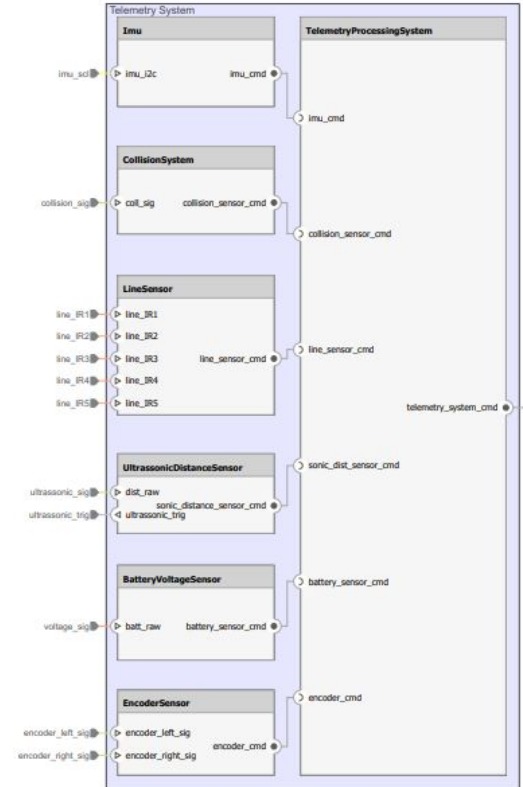 Telemetry System
Imu
imu_scl
imu_i2c
imu_cmd
CollisionSystem
collision_sig
coll_sig
collision_sensor_cmd
LineSensor
line_IR1
line_IR1
line_IR2
line_IR2
line_IR3
line_IR3
line_sensor_cmd
line_IR4
line_IR4
line_IR5
line_IR5
UltrassonicDistanceSensor
ultrassonic_sig
dist_raw
sonic_distance_sensor_cmd
ultrassonic_trig
ultrassonic_trig
BatteryVoltageSensor
voltage_sig
batt_raw
battery_sensor_cmd
EncoderSensor
encoder_left_sig
encoder_left_sig
encoder_cmd
encoder_right_sig
encoder_right_sig
TelemetryProcessingSystem
imu_cmd
collision_sensor_cmd
line_sensor_cmd
telemetry_system_cmd
sonic_dist_sensor_cmd
battery_sensor_cmd
encoder_cmd